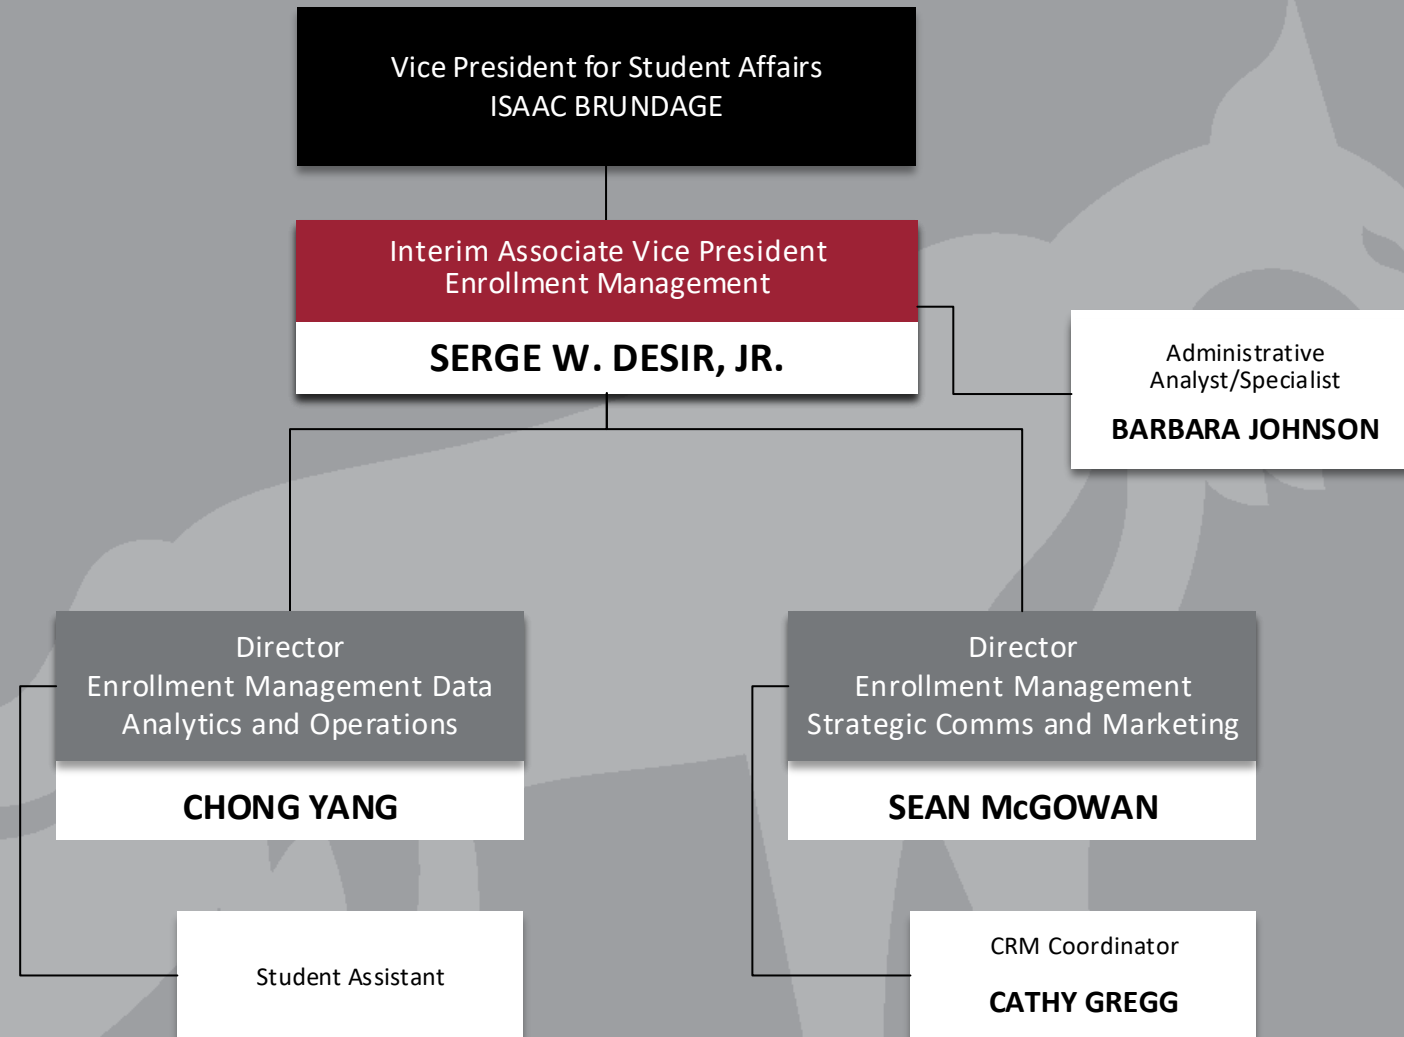 Vice President for Student Affairs
ISAAC BRUNDAGE
Interim Associate Vice President
Enrollment Management
SERGE W. DESIR, JR.
Administrative
Analyst/Specialist
BARBARA JOHNSON
Director
Enrollment Management Data
Analytics and Operations
CHONG YANG
Director
Enrollment Management
Strategic Comms and Marketing
SEAN McGOWAN
Student Assistant
CRM Coordinator
CATHY GREGG